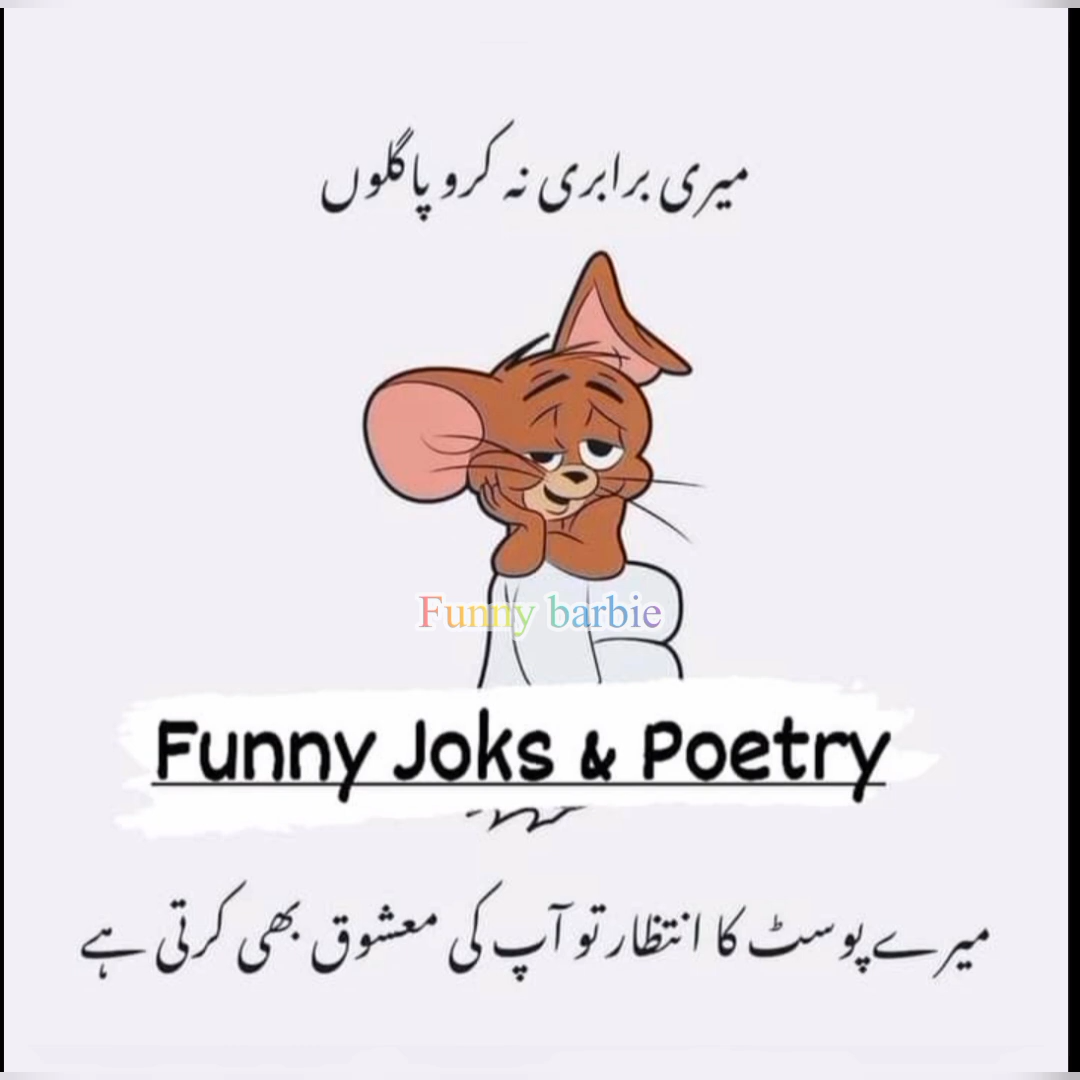 میری برابری نہ کرو پاگلوں
Funny barbie
Funny Joks & Poetry
میرے پوسٹ کا انتظار تو آپ کی معشوق بھی کرتی ہے